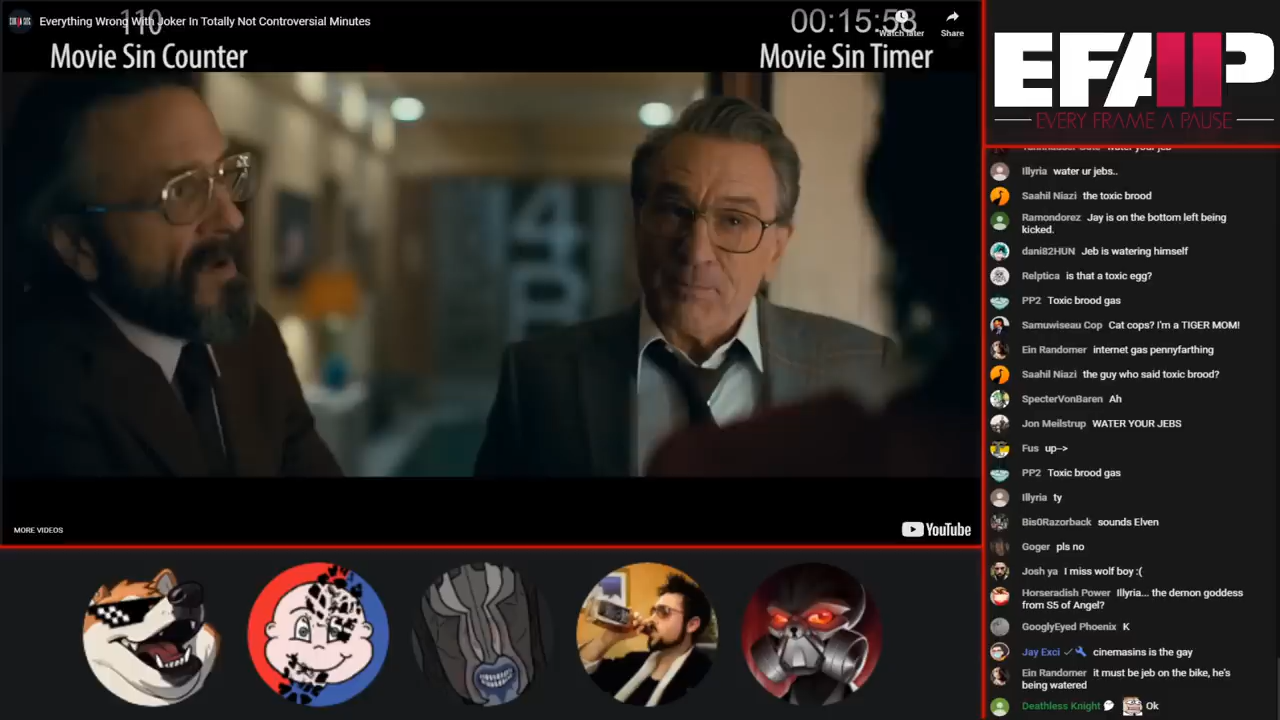 Everything Wrong With Joker In Totally Not Controversial Minutes
110
Movie Sin Counter
00:15:58
Watch later
Share
Movie Sin Timer
48
MORE VIDEOS
YouTube
EFAP
EVERY FRAME A PAUSE
water your jeb
Illyria water ur jebs..
Saahil Niazi the toxic brood
Ramondorez Jay is on the bottom left being
kicked.
dani82HUN Jeb is watering himself
Relptica is that a toxic egg?
PP2 Toxic brood gas
Samuwiseau Cop Cat cops? I'm a TIGER MOM!
Ein Randomer internet gas pennyfarthing
Saahil Niazi the guy who said toxic brood?
SpecterVonBaren Ah
Jon Meilstrup WATER YOUR JEBS
Fus up-->
PP2 Toxic brood gas
Illyria ty
Bis0Razorback sounds Elven
Goger pls no
Josh ya I miss wolf boy :(
Horseradish Power Illyria... the demon goddess
from S5 of Angel?
GooglyEyed Phoenix K
Jay Exci cinemasins is the gay
Ein Randomer it must be jeb on the bike, he's
being watered
Deathless Knight Ok